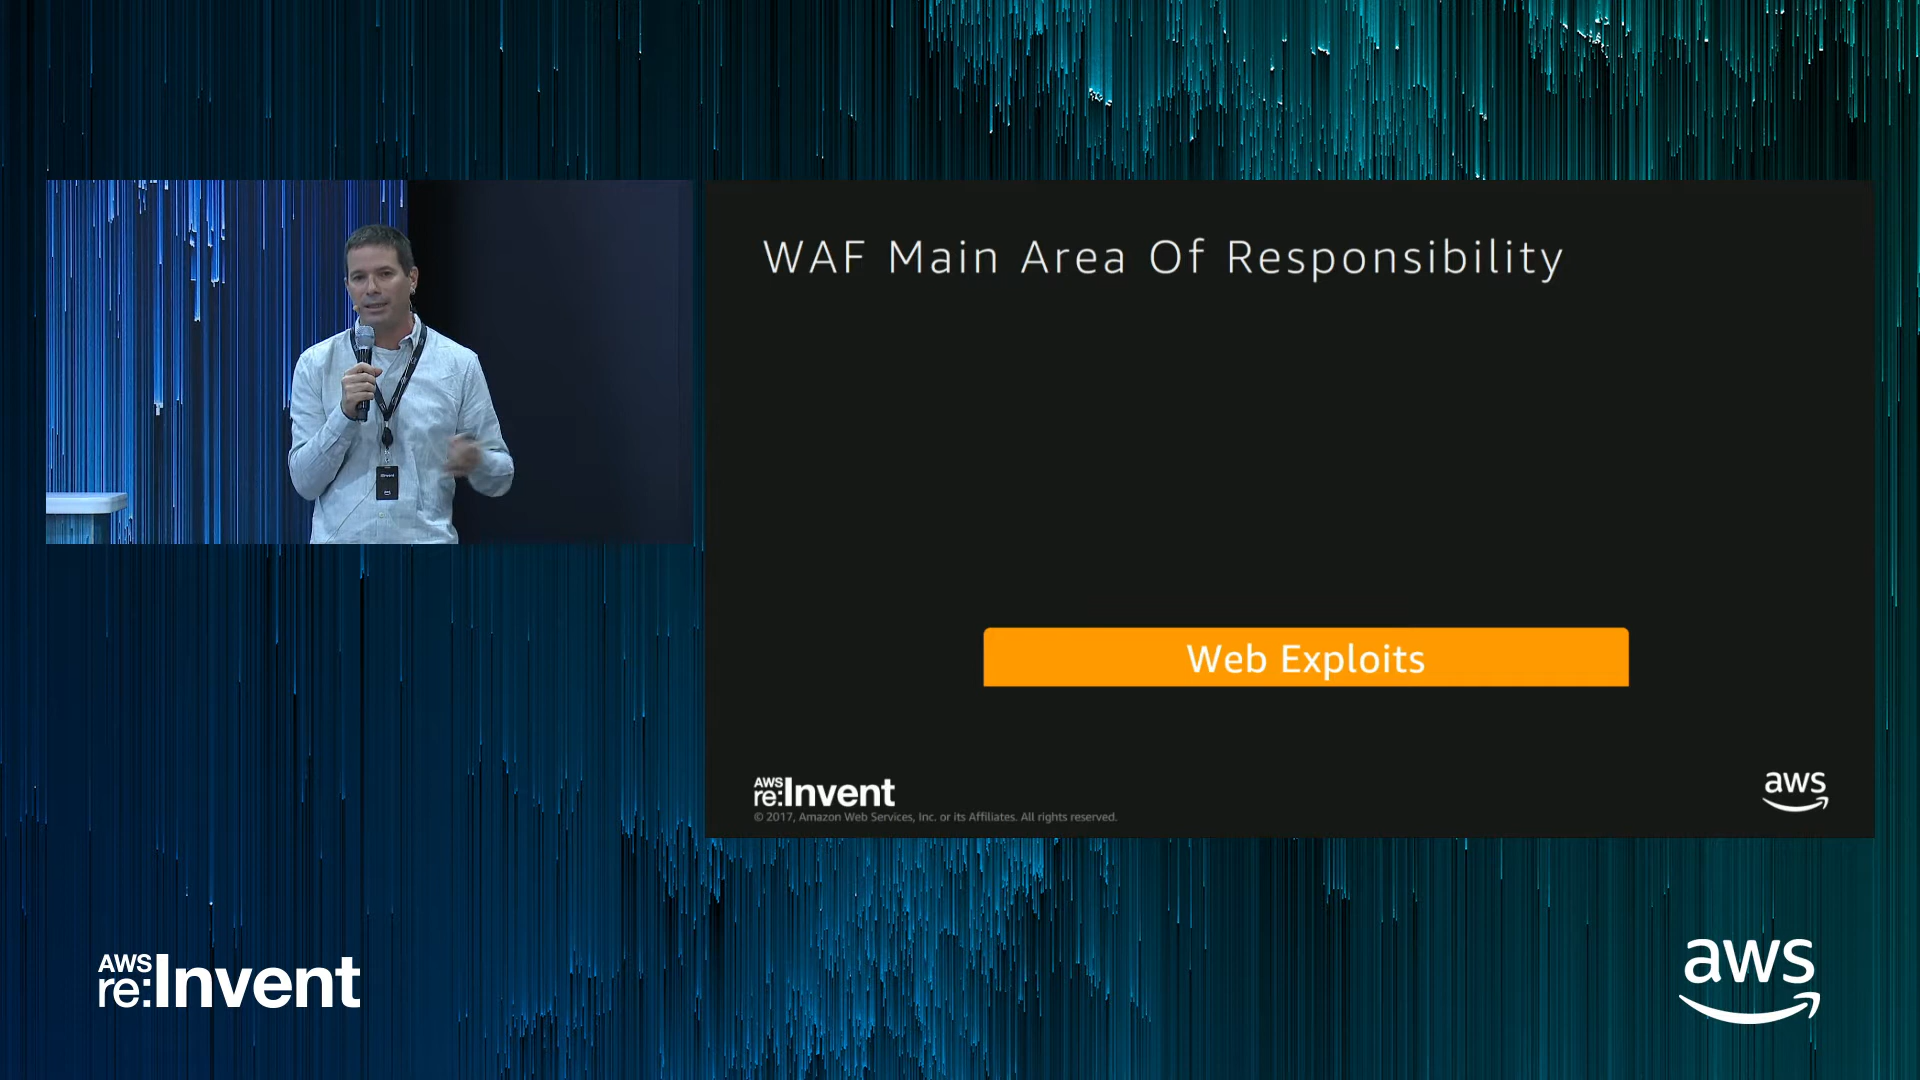 WAF Main Area Of Responsibility
Web Exploits
AWS
re:Invent
© 2017, Amazon Web Services, Inc. or its Affiliates. All rights reserved.
aws
AWS
re:Invent
aws